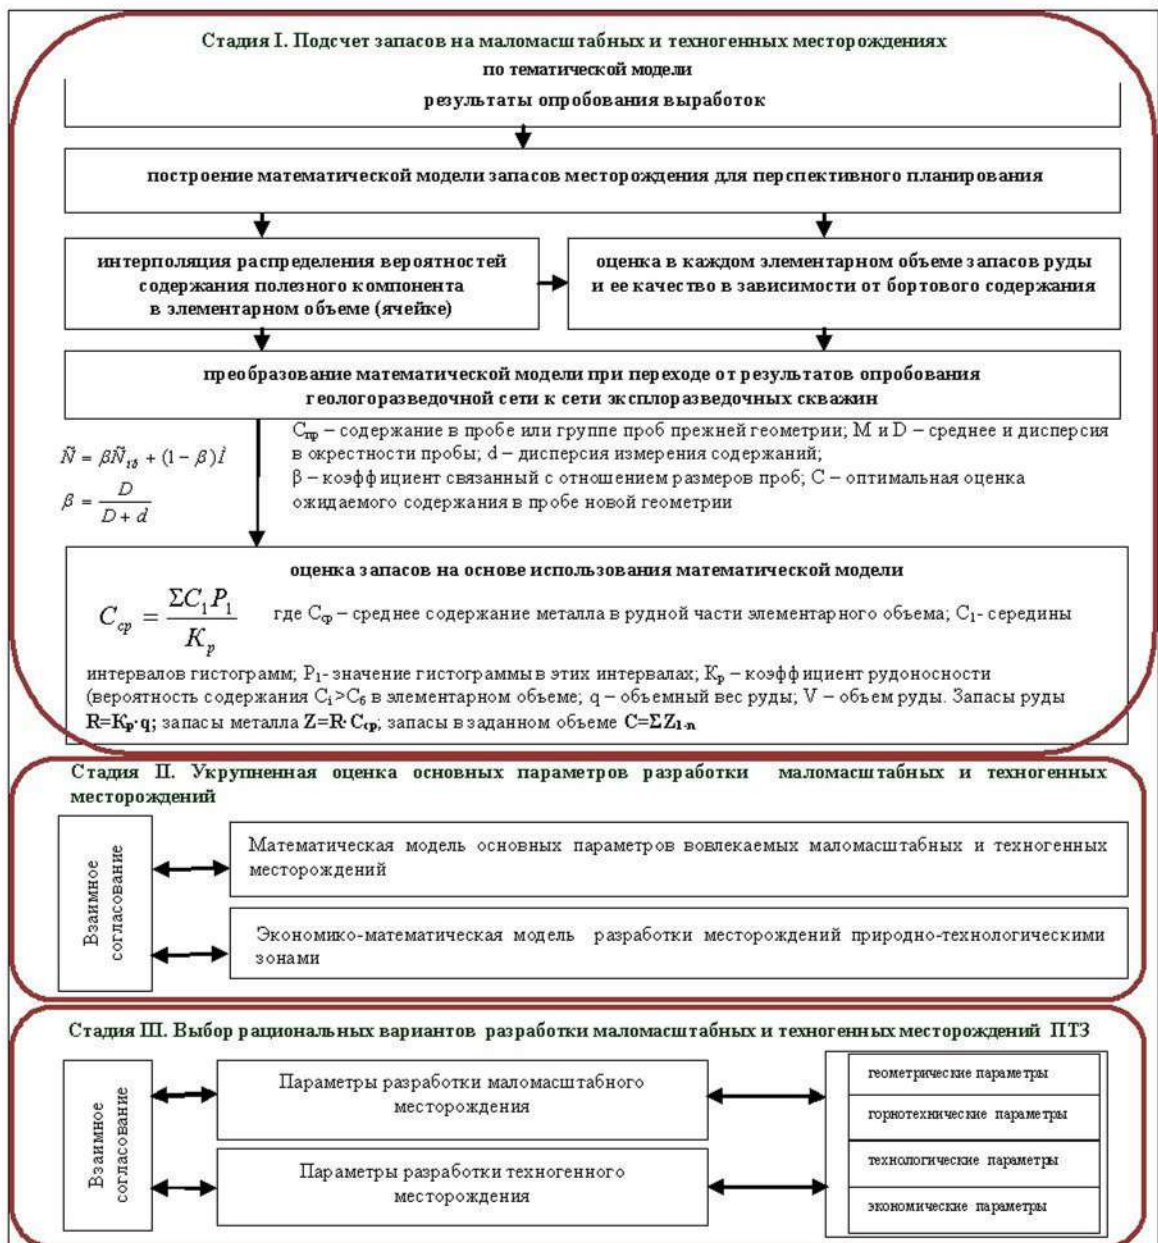 Стадия I. Подсчет запасов на маломасштабных и техногенных месторождениях
по тематической модели
результаты опробования выработок
построение математической модели запасов месторождения для перспективного планирования
интерполяция распределения вероятностей
содержания полезного компонента
в элементарном объеме (ячейке)
оценка в каждом элементарном объеме запасов руды
и ее качество в зависимости от бортового содержания
преобразование математической модели при переходе от результатов опробования
геологоразведочной сети к сети эксплоразведочных скважин
Ñ = βÑ₁₈ + (1 − β)Ì
β = D / (D + d)
Cпр – содержание в пробе или группе проб прежней геометрии; M и D – среднее и дисперсия
в окрестности пробы; d – дисперсия измерения содержаний;
β – коэффициент связанный с отношением размеров проб; C – оптимальная оценка
ожидаемого содержания в пробе новой геометрии
оценка запасов на основе использования математической модели
Cср = ΣC₁P₁ / Kр
где Cср – среднее содержание металла в рудной части элементарного объема; C₁- середины
интервалов гистограмм; P₁- значение гистограммы в этих интервалах; Kр – коэффициент рудоносности
(вероятность содержания Ci>Cб в элементарном объеме; q – объемный вес руды; V – объем руды. Запасы руды
R=Kр·q; запасы металла Z=R·Cср; запасы в заданном объеме C=ΣZ1-n
Стадия II. Укрупненная оценка основных параметров разработки маломасштабных и техногенных
месторождений
Взаимное
согласование
Математическая модель основных параметров вовлекаемых маломасштабных и техногенных
месторождений
Экономико-математическая модель разработки месторождений природно-технологическими
зонами
Стадия III. Выбор рациональных вариантов разработки маломасштабных и техногенных месторождений ПТЗ
Взаимное
согласование
Параметры разработки маломасштабного
месторождения
Параметры разработки техногенного
месторождения
геометрические параметры
горнотехнические параметры
технологические параметры
экономические параметры